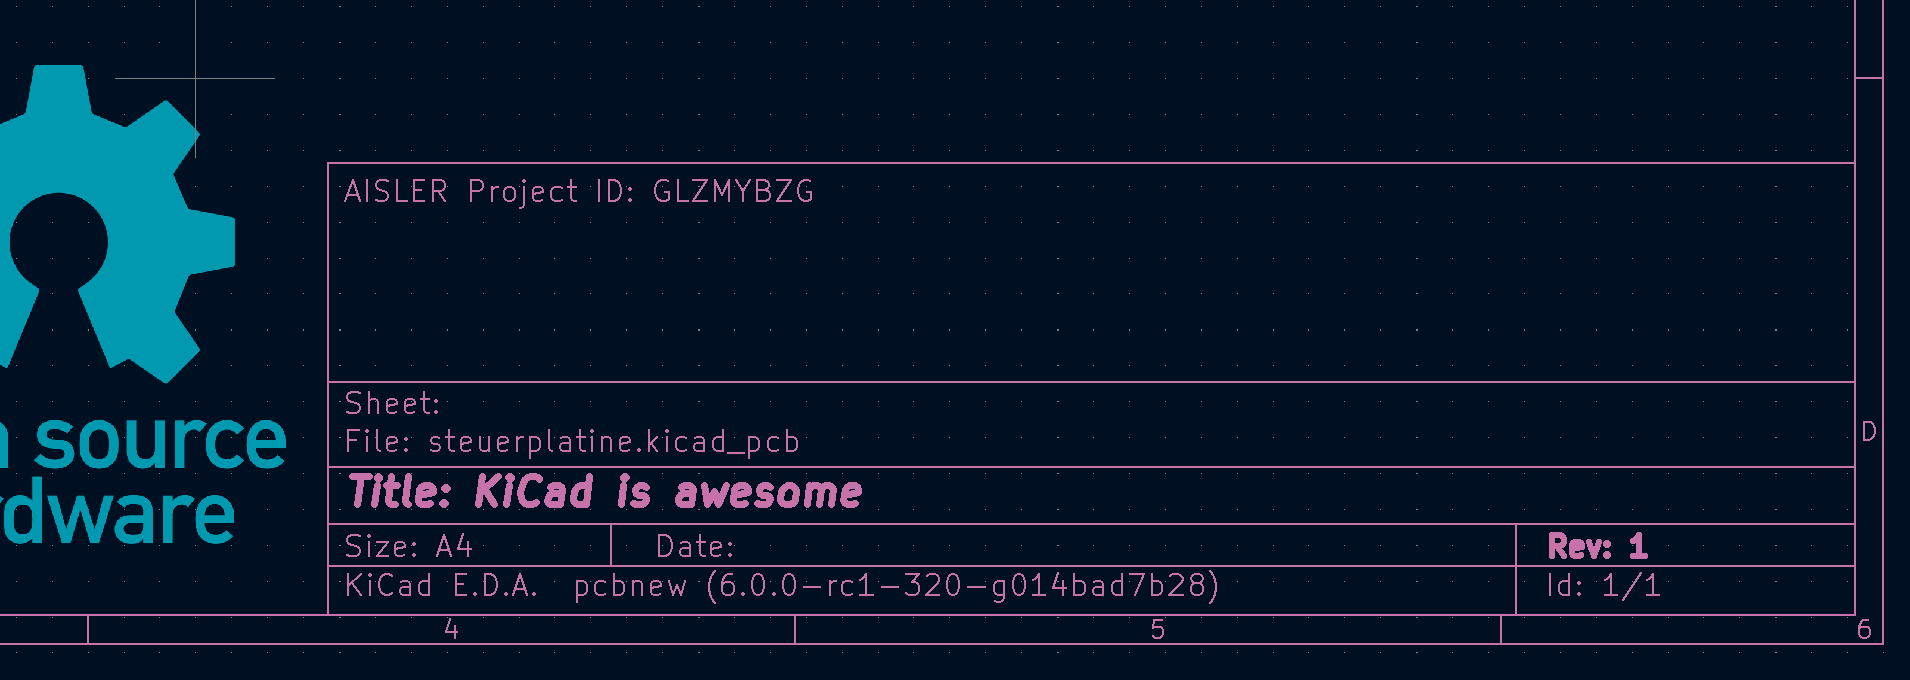 AISLER Project ID: GLZMYBZG
source
dware
Sheet:
File: steuerplatine.kicad_pcb
Title: KiCad is awesome
Size: A4 Date: Rev: 1
KiCad E.D.A. pcbnew (6.0.0-rc1-320-g014bad7b28) Id: 1/1
D
4 5 6